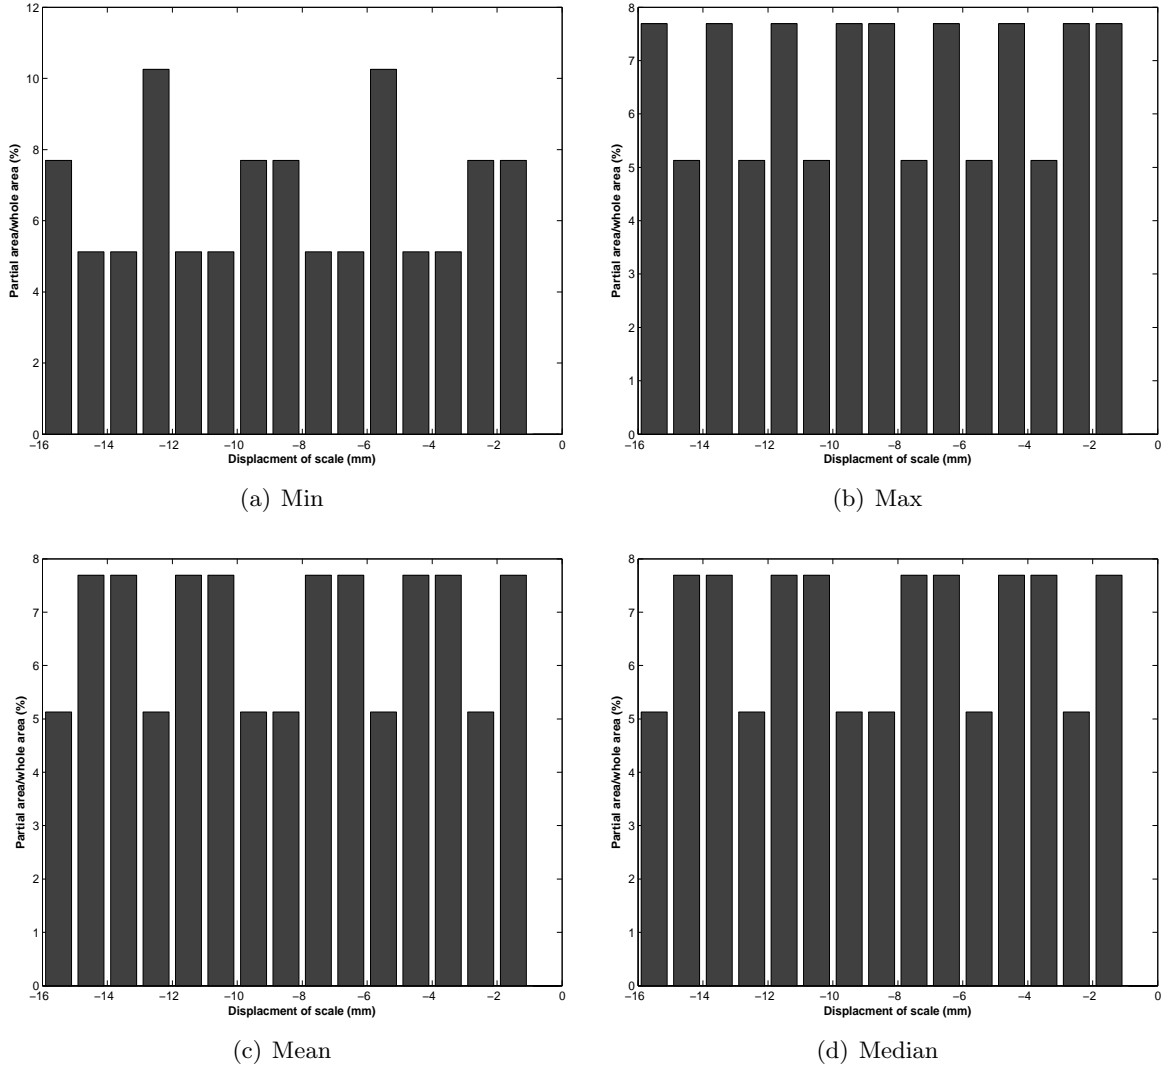 12
10
8
6
4
2
0
Partial area/whole area (%)
−16 −14 −12 −10 −8 −6 −4 −2 0
Displacment of scale (mm)
(a) Min
8
7
6
5
4
3
2
1
0
Partial area/whole area (%)
−16 −14 −12 −10 −8 −6 −4 −2 0
Displacment of scale (mm)
(b) Max
8
7
6
5
4
3
2
1
0
Partial area/whole area (%)
−16 −14 −12 −10 −8 −6 −4 −2 0
Displacment of scale (mm)
(c) Mean
8
7
6
5
4
3
2
1
0
Partial area/whole area (%)
−16 −14 −12 −10 −8 −6 −4 −2 0
Displacment of scale (mm)
(d) Median